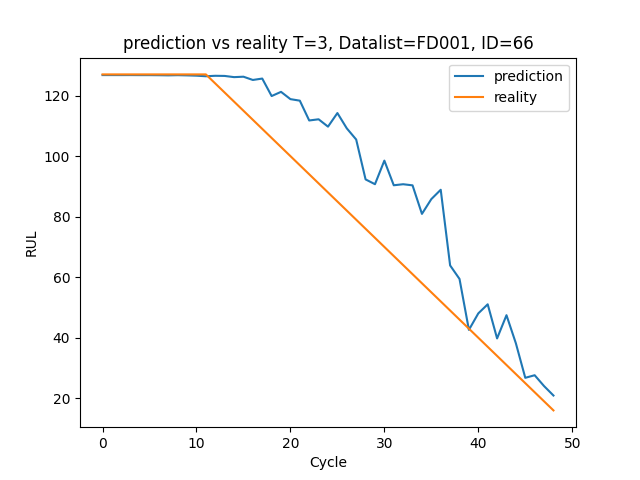 prediction vs reality T=3, Datalist=FD001, ID=66
prediction
reality
RUL
120
100
80
60
40
20
0 10 20 30 40 50
Cycle